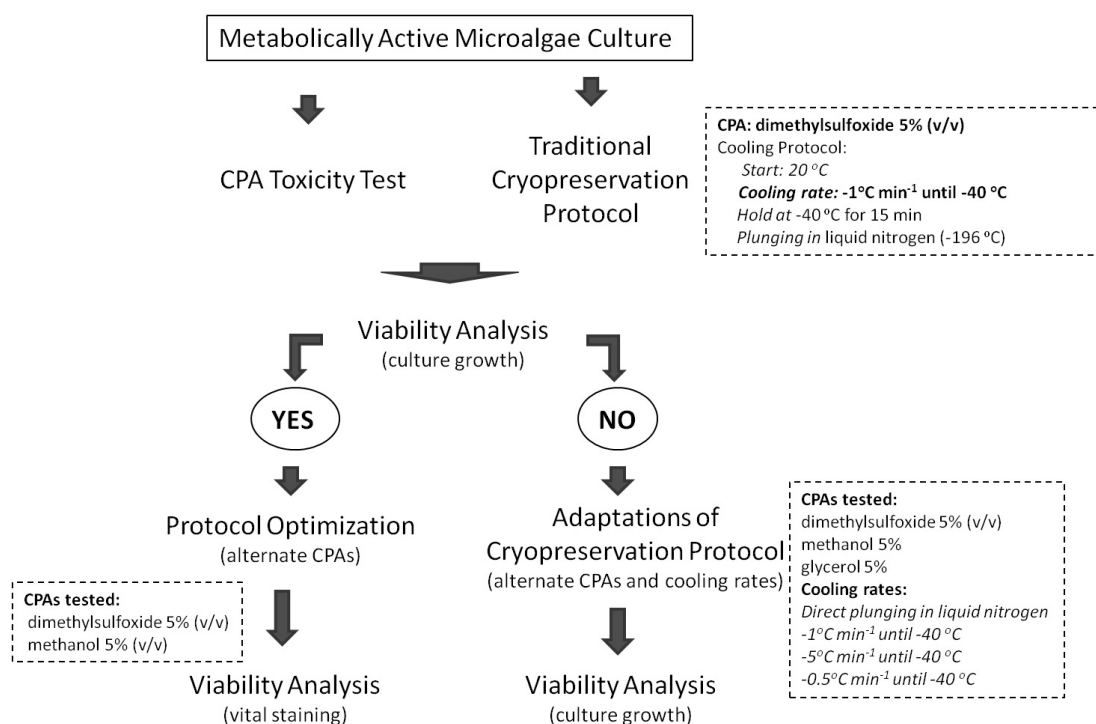 Metabolically Active Microalgae Culture
CPA Toxicity Test
Traditional
Cryopreservation
Protocol
CPA: dimethylsulfoxide 5% (v/v)
Cooling Protocol:
Start: 20 °C
Cooling rate: -1°C min⁻¹ until -40 °C
Hold at -40 °C for 15 min
Plunging in liquid nitrogen (-196 °C)
Viability Analysis
(culture growth)
YES
NO
Protocol Optimization
(alternate CPAs)
CPAs tested:
dimethylsulfoxide 5% (v/v)
methanol 5% (v/v)
Viability Analysis
(vital staining)
Adaptations of
Cryopreservation Protocol
(alternate CPAs and cooling rates)
CPAs tested:
dimethylsulfoxide 5% (v/v)
methanol 5%
glycerol 5%
Cooling rates:
Direct plunging in liquid nitrogen
-1°C min⁻¹ until -40 °C
-5°C min⁻¹ until -40 °C
-0.5°C min⁻¹ until -40 °C
Viability Analysis
(culture growth)